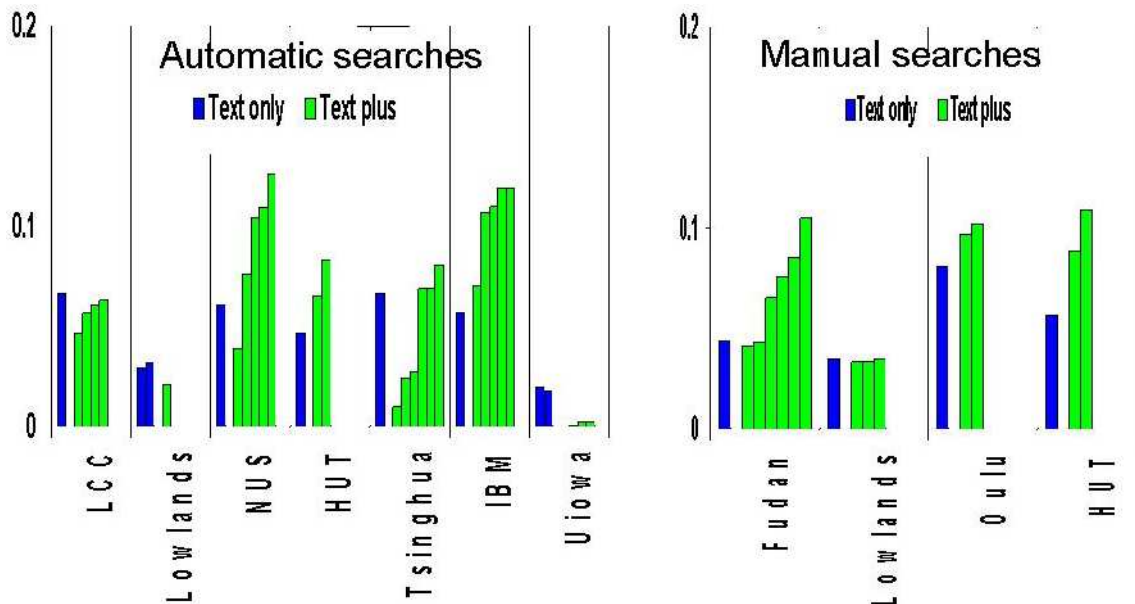 0.2
Automatic searches
Text only Text plus
0.1
0
LCC
Lowlands
NUS
HUT
Tsinghua
IBM
Uiowa
0.2
Manual searches
Text only Text plus
0.1
0
Fudan
Lowlands
Oulu
HUT